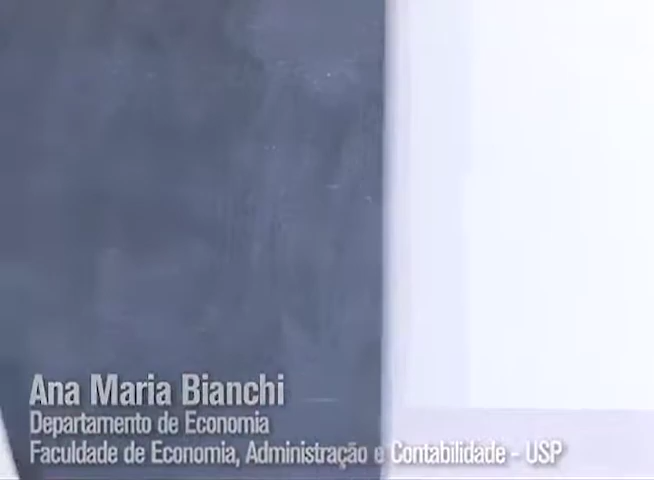 Ana Maria Bianchi
Departamento de Economia
Faculdade de Economia, Administração e Contabilidade - USP